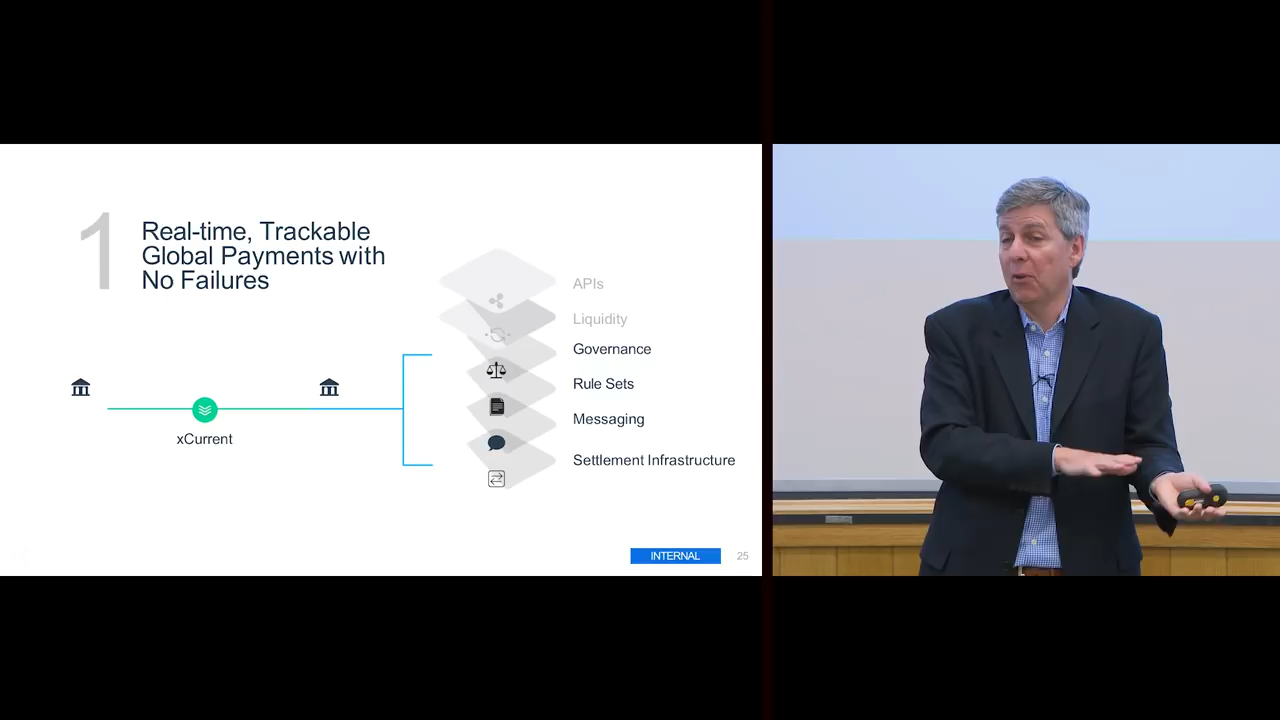 1
Real-time, Trackable
Global Payments with
No Failures
APIs
Liquidity
Governance
Rule Sets
Messaging
Settlement Infrastructure
xCurrent
INTERNAL
25